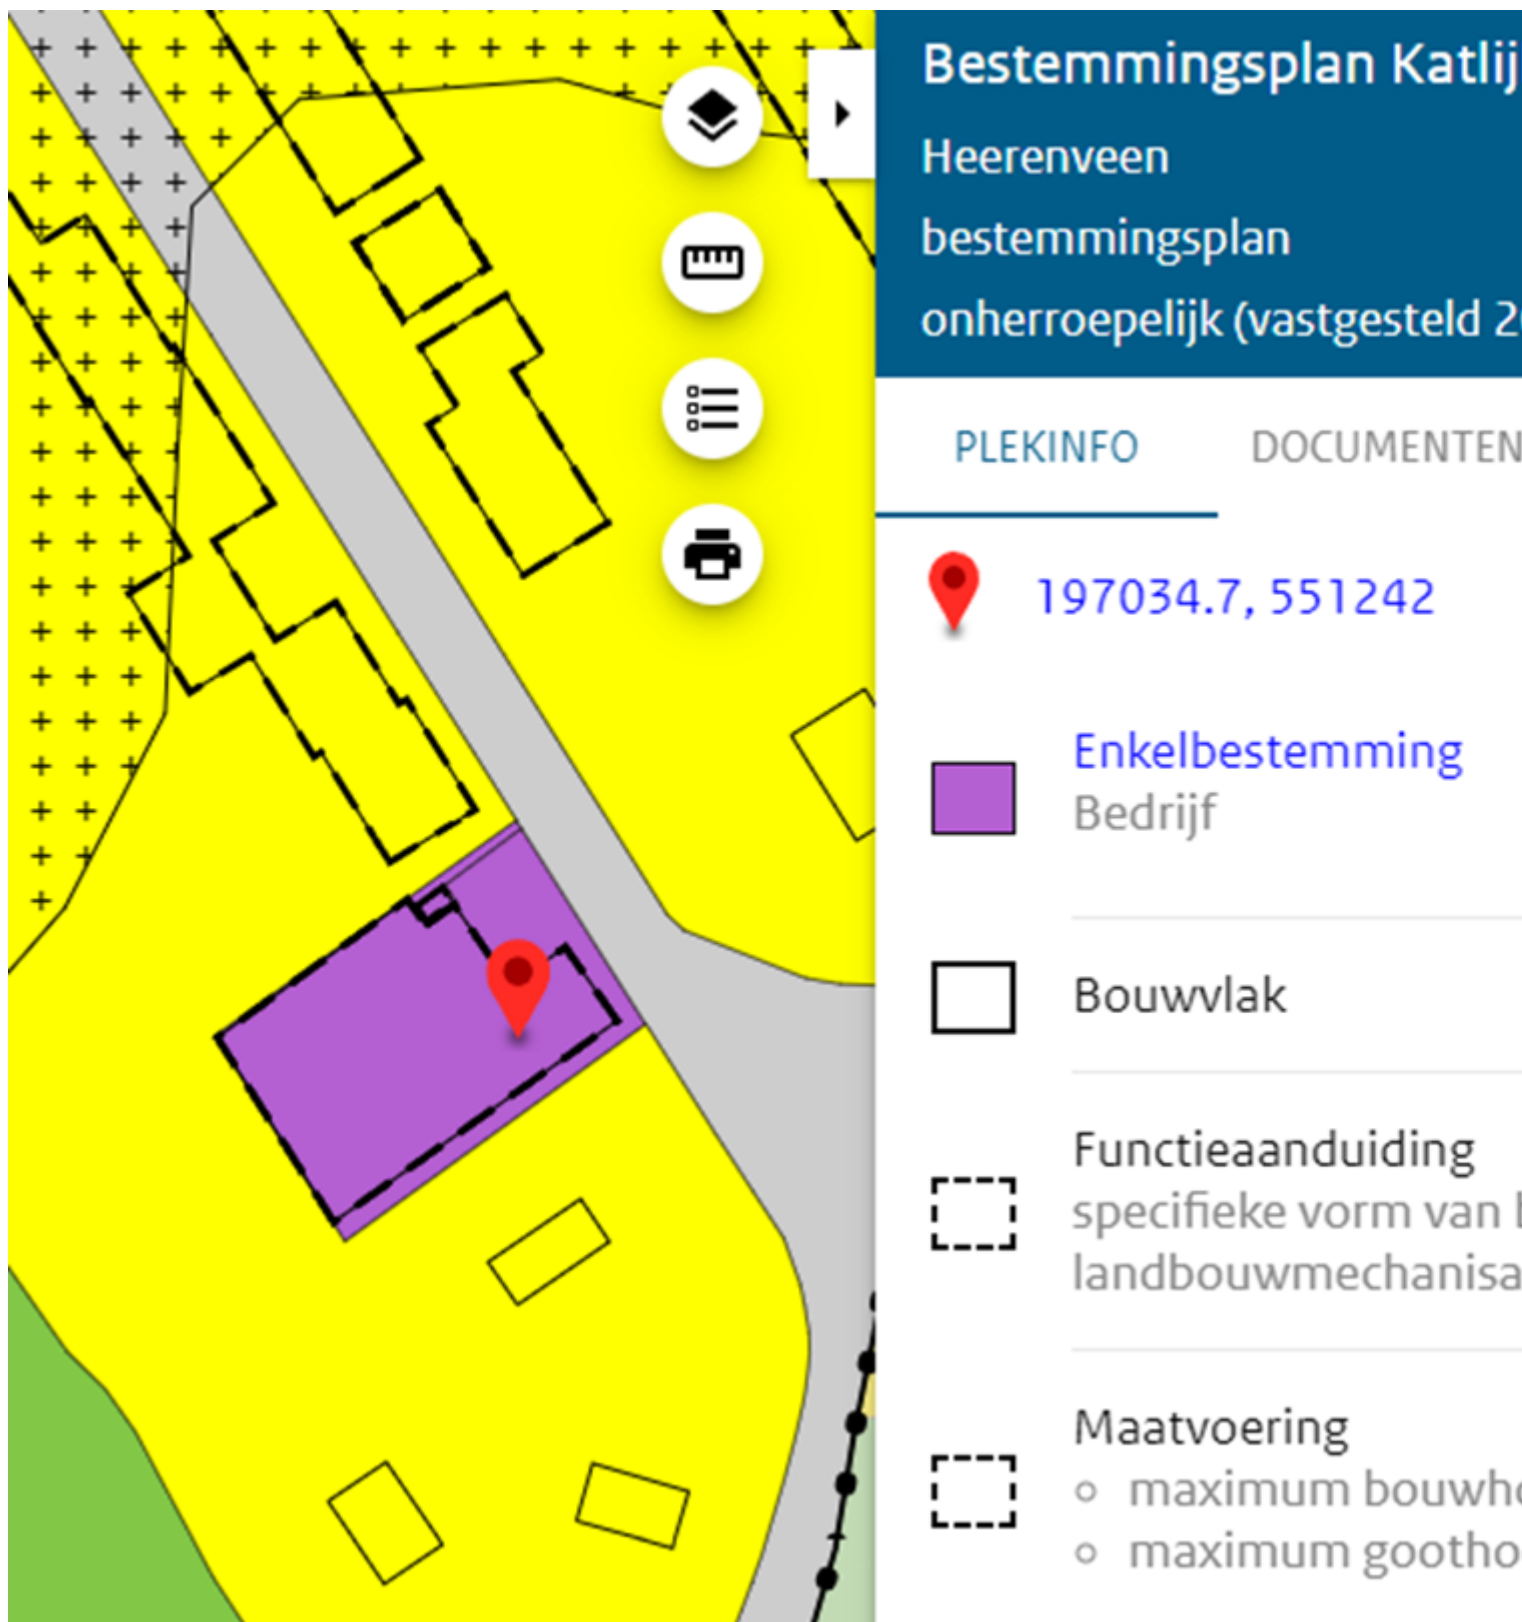 Bestemmingsplan Katlij
Heerenveen
bestemmingsplan
onherroepelijk (vastgesteld 2
PLEKINFO DOCUMENTEN
197034.7, 551242
Enkelbestemming
Bedrijf
Bouwvlak
Functieaanduiding
specifieke vorm van
landbouwmechanisa
Maatvoering
maximum bouwho
maximum gootho